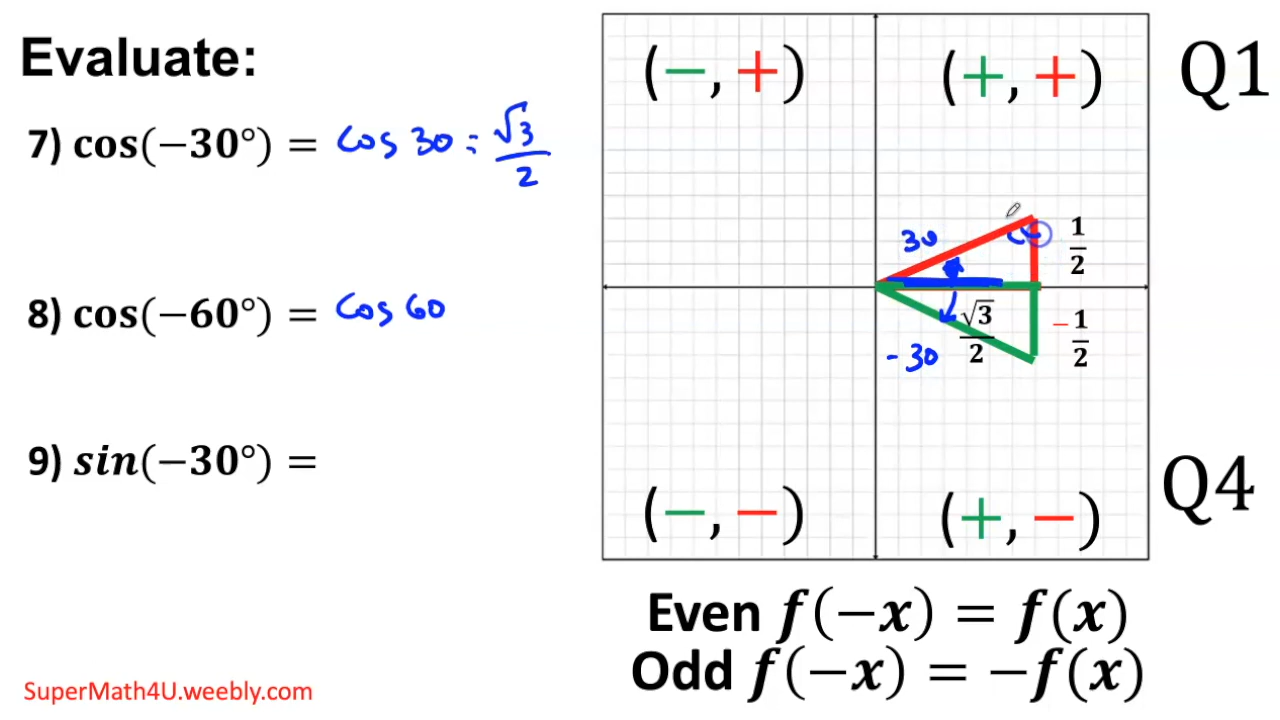 Evaluate:
7) cos(−30°) = cos 30 = √3/2
8) cos(−60°) = cos 60
9) sin(−30°) =
SuperMath4U.weebly.com
(−, +)
(+, +)
Q1
30
1/2
√3/2
−1/2
-30
(−, −)
(+, −)
Q4
Even f(−x) = f(x)
Odd f(−x) = −f(x)